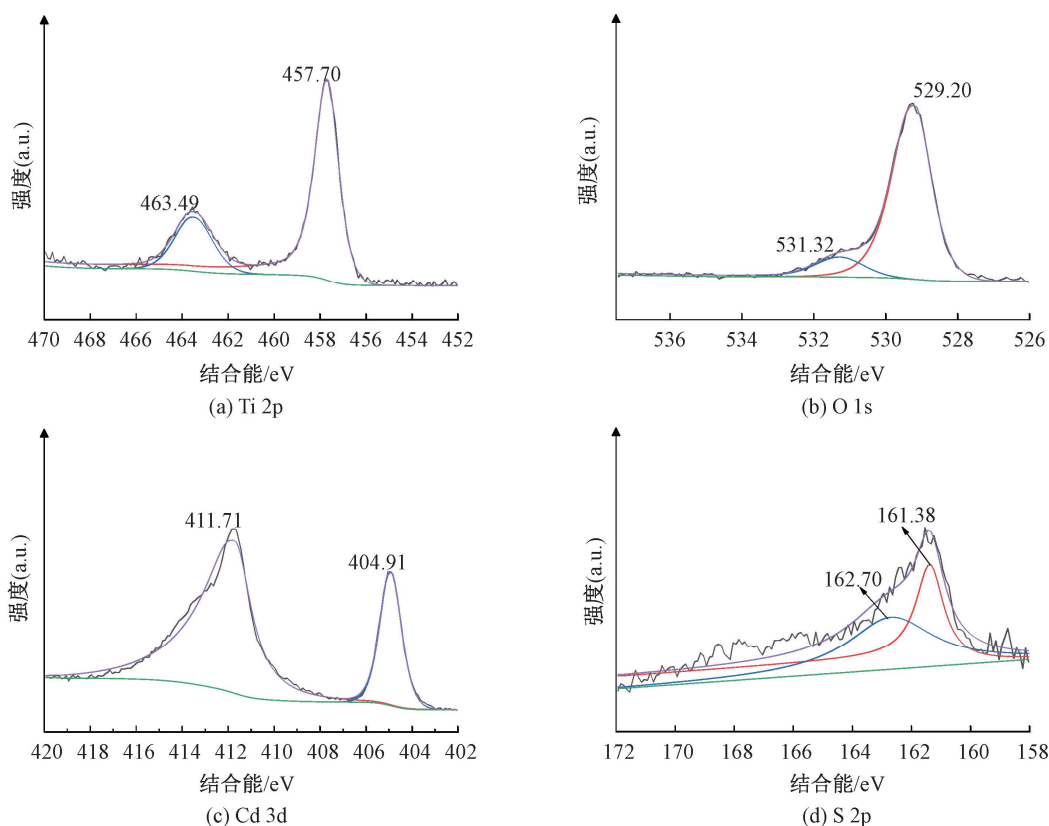 457.70
463.49
强度(a.u.)
470 468 466 464 462 460 458 456 454 452
结合能/eV
(a) Ti 2p
529.20
531.32
强度(a.u.)
536 534 532 530 528 526
结合能/eV
(b) O 1s
411.71
404.91
强度(a.u.)
420 418 416 414 412 410 408 406 404 402
结合能/eV
(c) Cd 3d
161.38
162.70
强度(a.u.)
172 170 168 166 164 162 160 158
结合能/eV
(d) S 2p